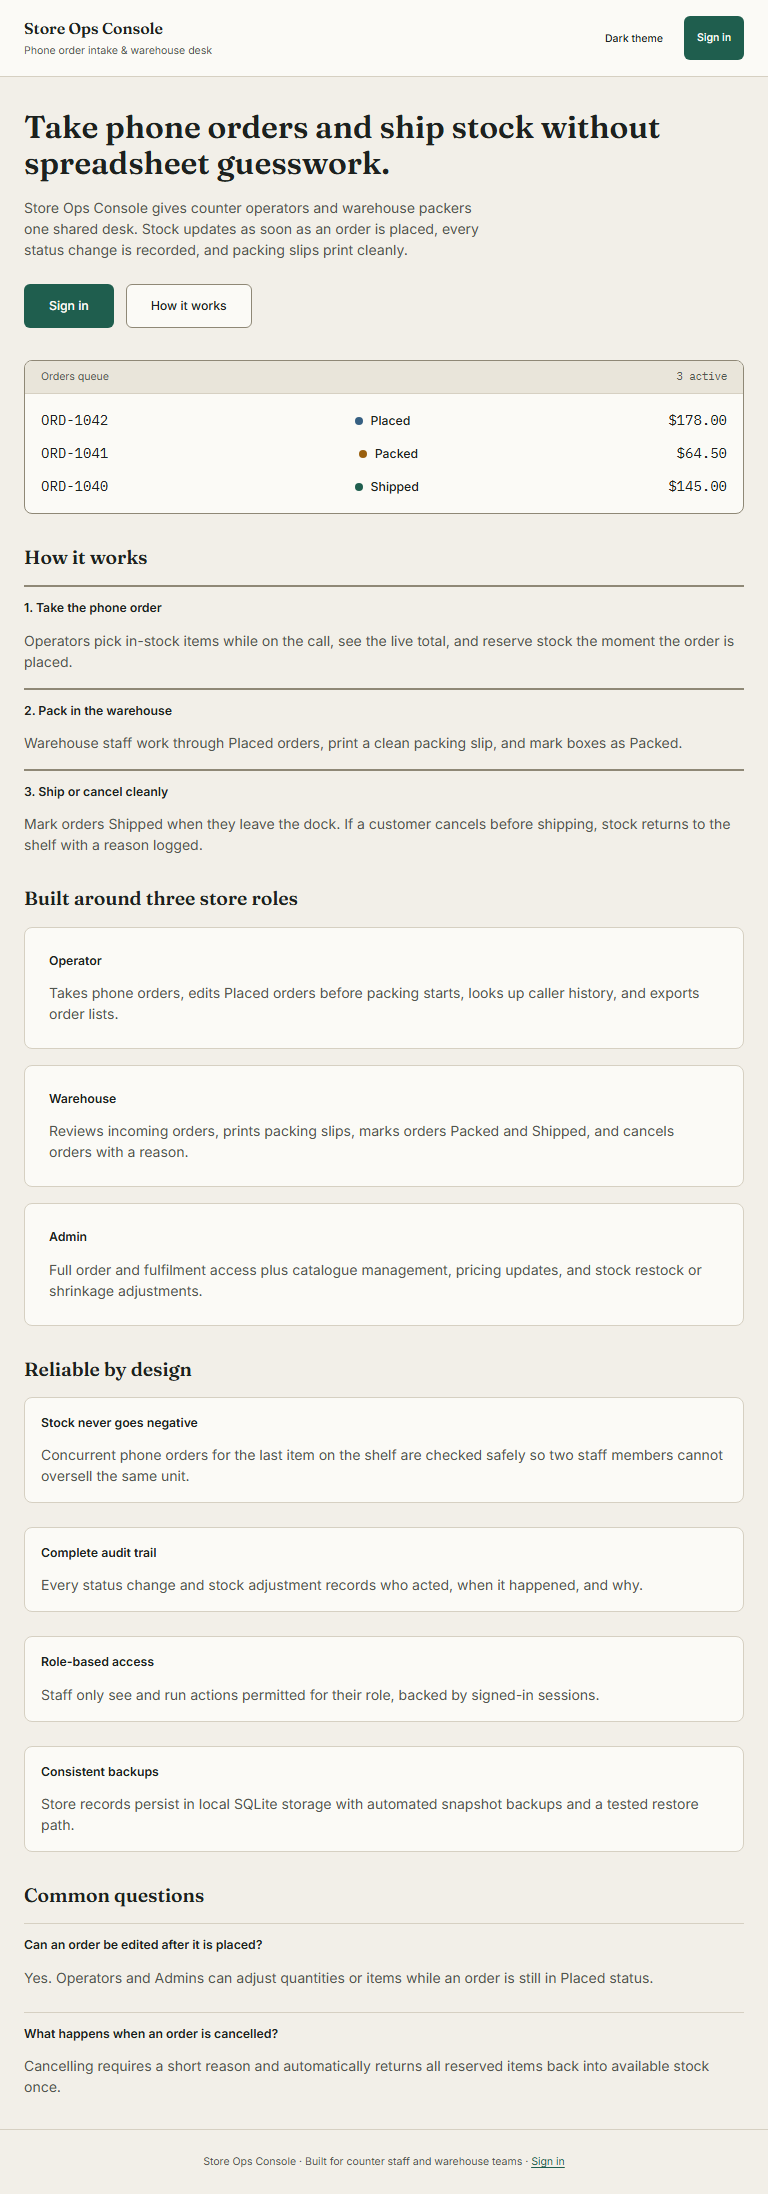 Store Ops Console
Phone order intake & warehouse desk
Dark theme
Sign in
Take phone orders and ship stock without
spreadsheet guesswork.
Store Ops Console gives counter operators and warehouse packers
one shared desk. Stock updates as soon as an order is placed, every
status change is recorded, and packing slips print cleanly.
Sign in
How it works
Orders queue
3 active
ORD-1042 Placed $178.00
ORD-1041 Packed $64.50
ORD-1040 Shipped $145.00
How it works
1. Take the phone order
Operators pick in-stock items while on the call, see the live total, and reserve stock the moment the order is
placed.
2. Pack in the warehouse
Warehouse staff work through Placed orders, print a clean packing slip, and mark boxes as Packed.
3. Ship or cancel cleanly
Mark orders Shipped when they leave the dock. If a customer cancels before shipping, stock returns to the
shelf with a reason logged.
Built around three store roles
Operator
Takes phone orders, edits Placed orders before packing starts, looks up caller history, and exports
order lists.
Warehouse
Reviews incoming orders, prints packing slips, marks orders Packed and Shipped, and cancels
orders with a reason.
Admin
Full order and fulfilment access plus catalogue management, pricing updates, and stock restock or
shrinkage adjustments.
Reliable by design
Stock never goes negative
Concurrent phone orders for the last item on the shelf are checked safely so two staff members cannot
oversell the same unit.
Complete audit trail
Every status change and stock adjustment records who acted, when it happened, and why.
Role-based access
Staff only see and run actions permitted for their role, backed by signed-in sessions.
Consistent backups
Store records persist in local SQLite storage with automated snapshot backups and a tested restore
path.
Common questions
Can an order be edited after it is placed?
Yes. Operators and Admins can adjust quantities or items while an order is still in Placed status.
What happens when an order is cancelled?
Cancelling requires a short reason and automatically returns all reserved items back into available stock
once.
Store Ops Console · Built for counter staff and warehouse teams · Sign in